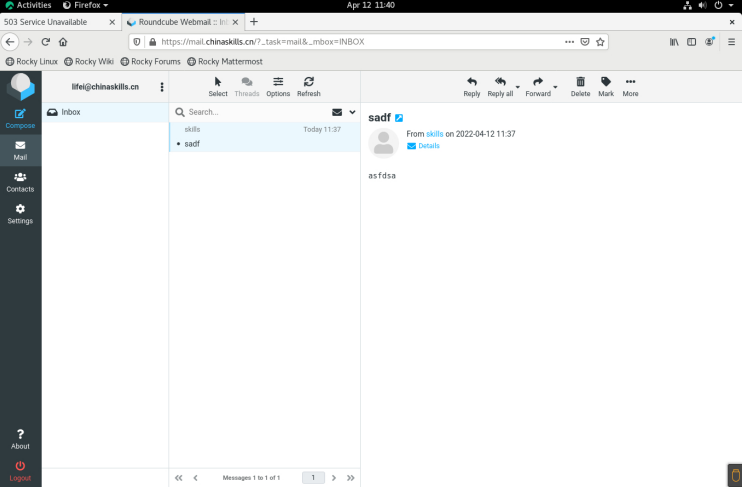 Activities Firefox Apr 12 11:40
503 Service Unavailable Roundcube Webmail :: In
https://mail.chinaskills.cn/?_task=mail&_mbox=INBOX
Rocky Linux Rocky Wiki Rocky Forums Rocky Mattermost
lifei@chinaskills.cn
Select Threads Options Refresh
Reply Reply all Forward Delete Mark More
Compose
Mail
Contacts
Settings
About
Logout
Inbox
Search...
skills Today 11:37
sadf
Messages 1 to 1 of 1 1
sadf
From skills on 2022-04-12 11:37
Details
asfdsa